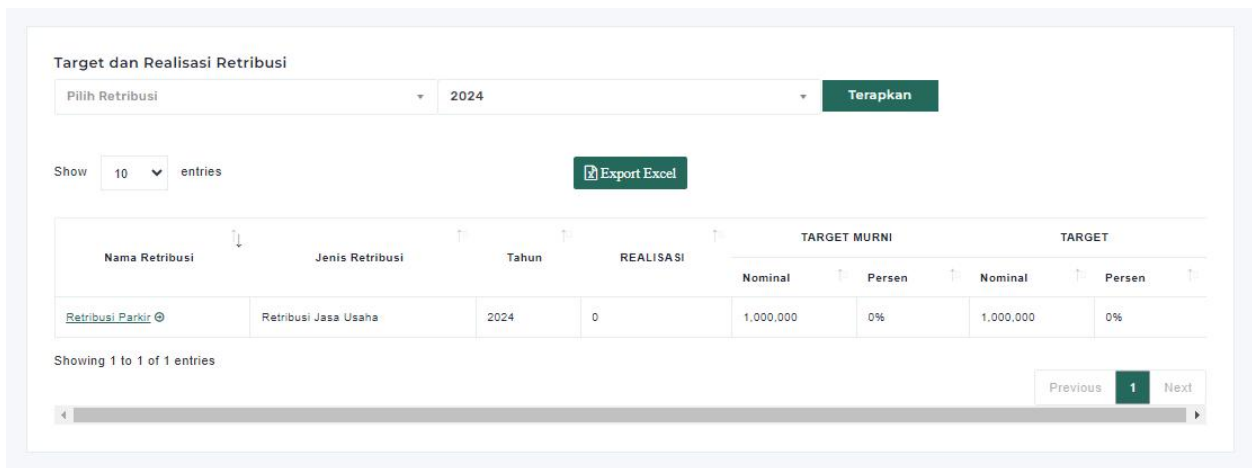 Target dan Realisasi Retribusi
Pilih Retribusi 2024 Terapkan
Show 10 entries Export Excel
Nama Retribusi Jenis Retribusi Tahun REALISASI TARGET MURNI TARGET
Nominal Persen Nominal Persen
Retribusi Parkir Retribusi Jasa Usaha 2024 0 1,000,000 0% 1,000,000 0%
Showing 1 to 1 of 1 entries
Previous 1 Next